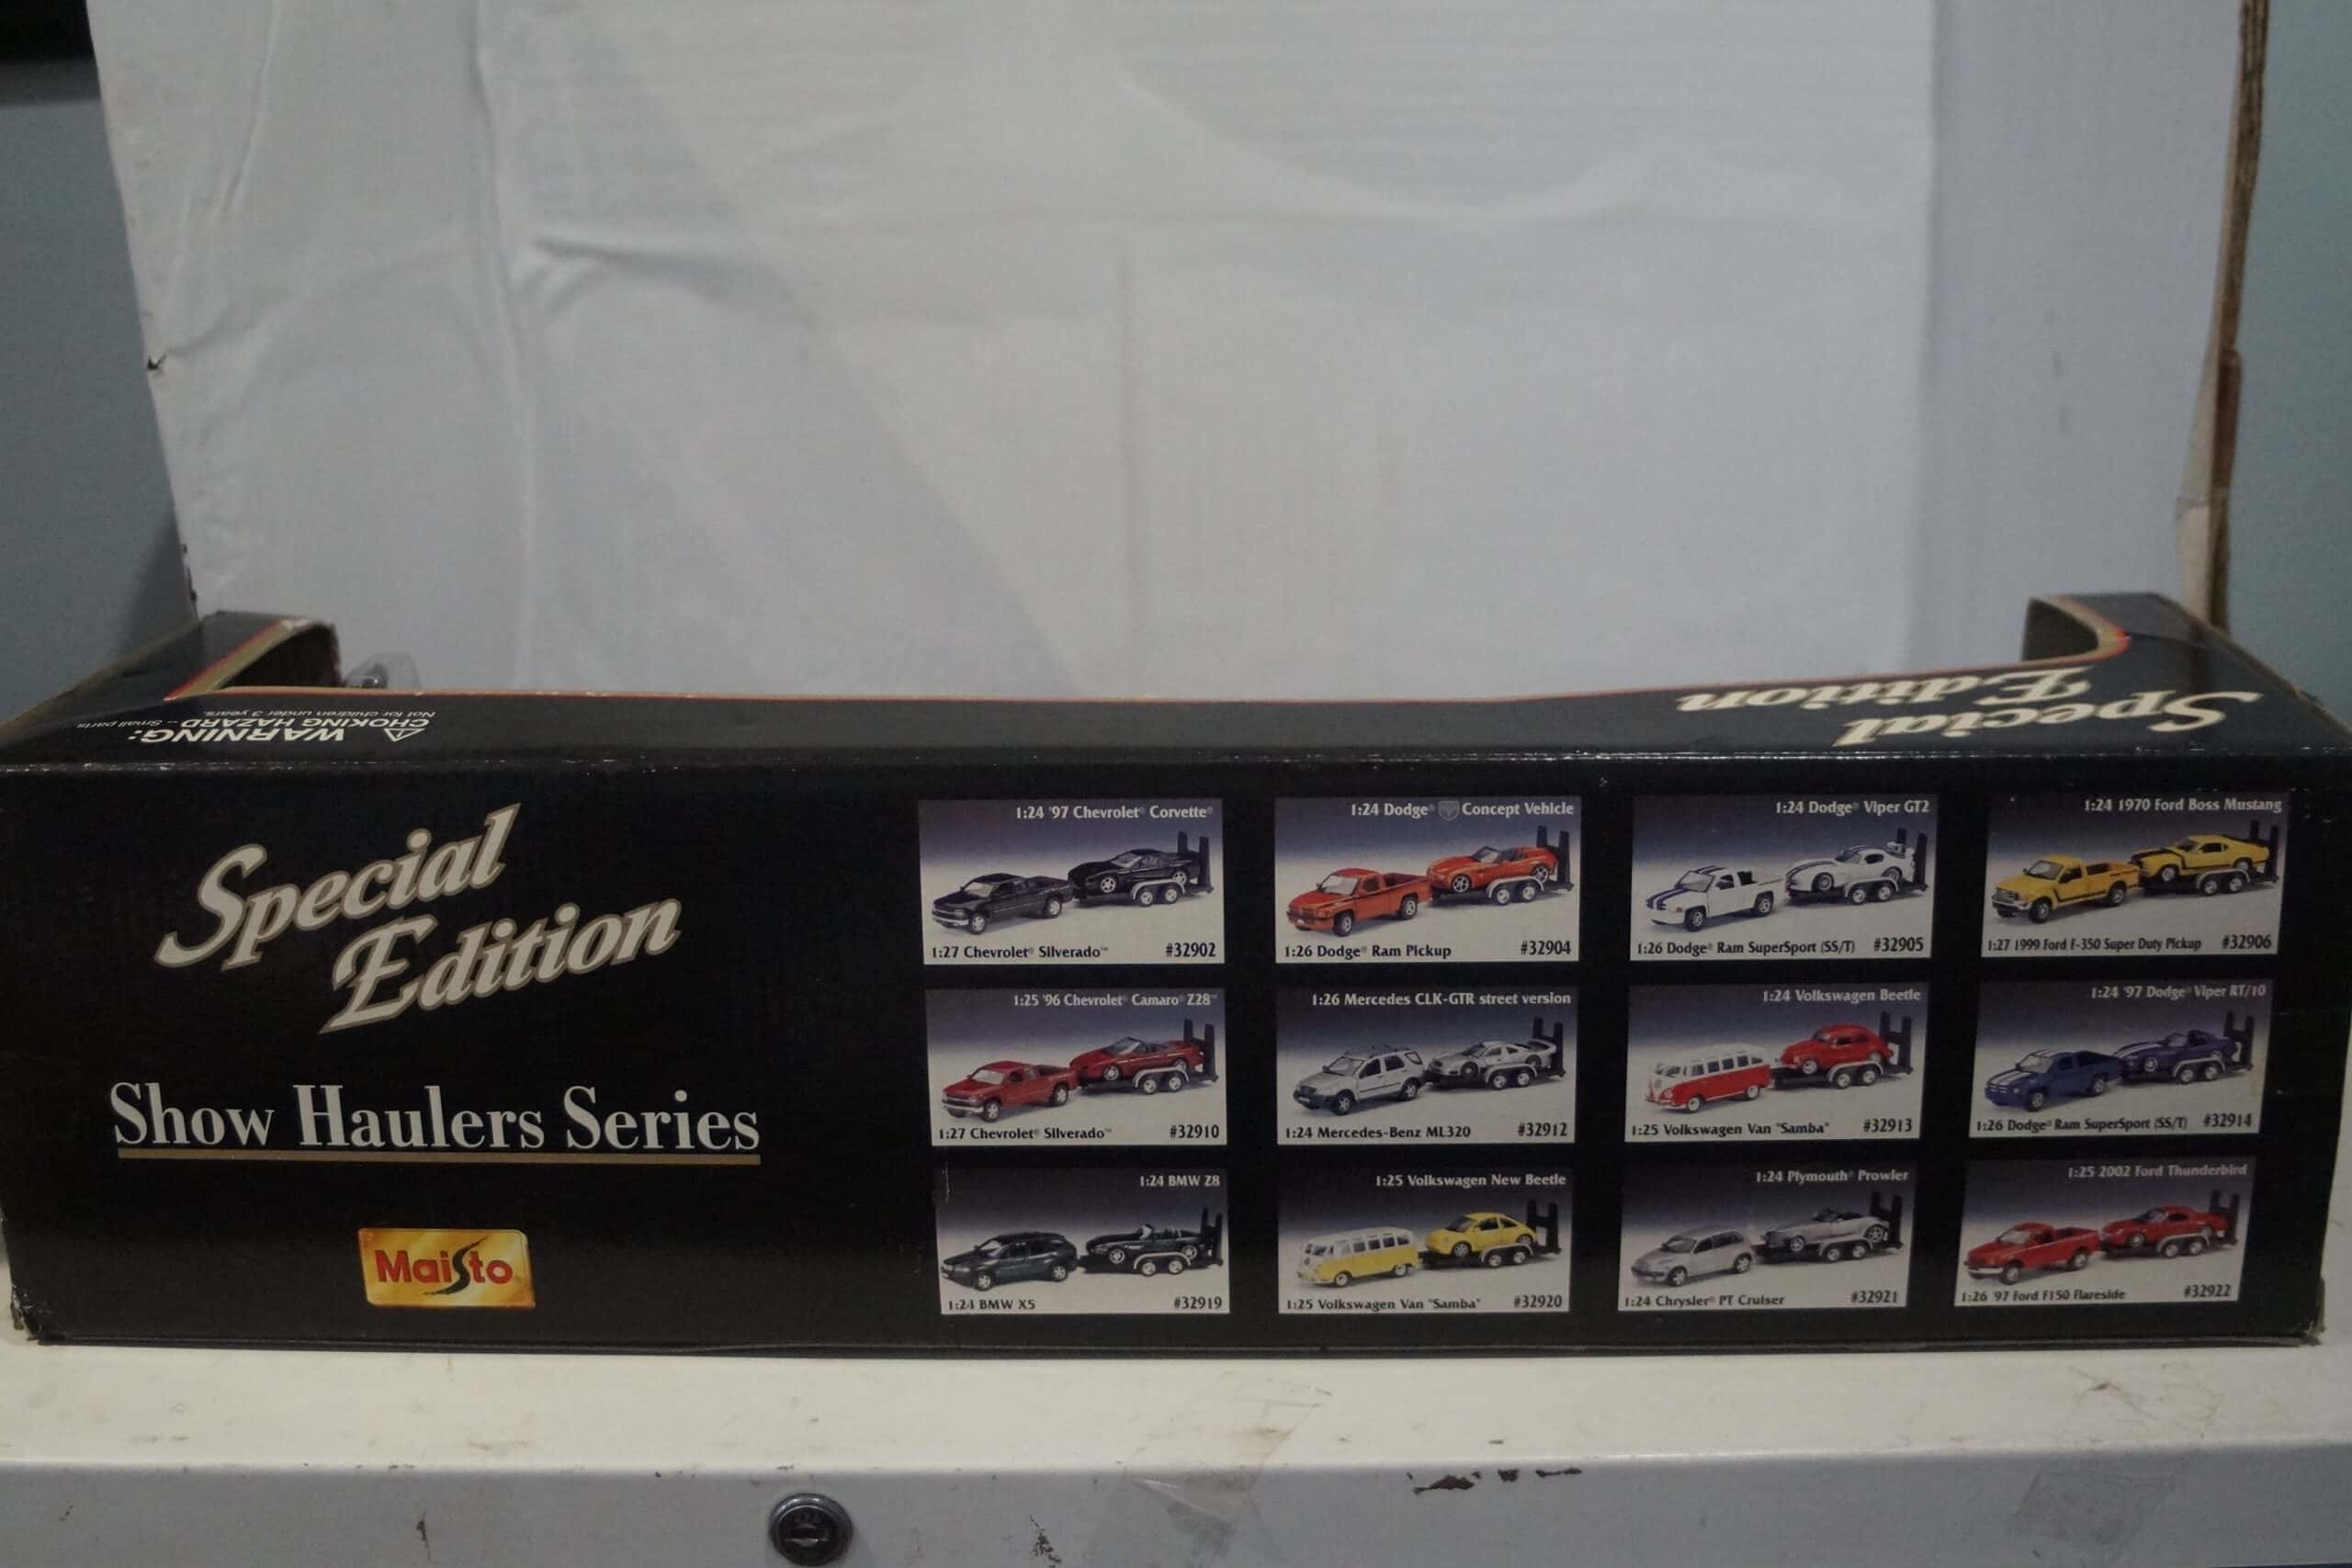 ⚠ WARNING:
CHOKING HAZARD -- Small parts
Not for children under 3 years.
Special
Edition
Special
Edition
Show Haulers Series
Maisto
1:24 '97 Chevrolet® Corvette®
1:27 Chevrolet® Silverado™ #32902
1:24 Dodge® Concept Vehicle
1:26 Dodge® Ram Pickup #32904
1:24 Dodge® Viper GT2
1:26 Dodge® Ram SuperSport (SS/T) #32905
1:24 1970 Ford Boss Mustang
1:27 1999 Ford F-350 Super Duty Pickup #32906
1:25 '96 Chevrolet® Camaro® Z28™
1:27 Chevrolet® Silverado™ #32910
1:26 Mercedes CLK-GTR street version
1:24 Mercedes-Benz ML320 #32912
1:24 Volkswagen Beetle
1:25 Volkswagen Van "Samba" #32913
1:24 '97 Dodge® Viper RT/10
1:26 Dodge® Ram SuperSport (SS/T) #32914
1:24 BMW Z8
1:24 BMW X5 #32919
1:25 Volkswagen New Beetle
1:25 Volkswagen Van "Samba" #32920
1:24 Plymouth® Prowler
1:24 Chrysler® PT Cruiser #32921
1:25 2002 Ford Thunderbird
1:26 '97 Ford F150 Flareside #32922